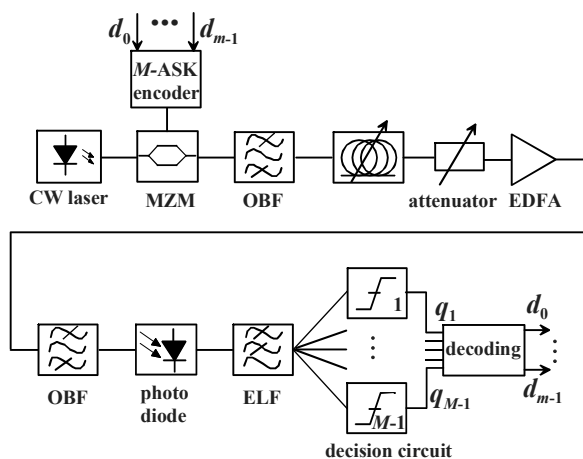 d0 ••• dm-1
M-ASK
encoder
CW laser
MZM
OBF
attenuator
EDFA
1
q1
d0
decoding
M-1
qM-1
dm-1
OBF
photo
diode
ELF
decision circuit